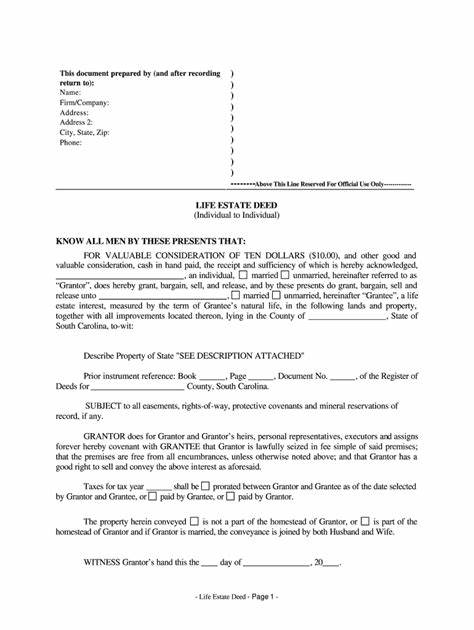 This document prepared by (and after recording )
return to): )
Name: )
Firm/Company: )
Address: )
Address 2: )
City, State, Zip: )
Phone: )
)
)
--------Above This Line Reserved For Official Use Only------------
LIFE ESTATE DEED
(Individual to Individual)
KNOW ALL MEN BY THESE PRESENTS THAT:
FOR VALUABLE CONSIDERATION OF TEN DOLLARS ($10.00), and other good and
valuable consideration, cash in hand paid, the receipt and sufficiency of which is hereby acknowledged,
____________________, an individual, ☐ married ☐ unmarried, hereinafter referred to as
“Grantor”, does hereby grant, bargain, sell, and release, and by these presents do grant, bargain, sell and
release unto ____________________, ☐ married ☐ unmarried, hereinafter “Grantee”, a life
estate interest, measured by the term of Grantee's natural life, in the following lands and property,
together with all improvements located thereon, lying in the County of ________________, State of
South Carolina, to-wit:
Describe Property of State "SEE DESCRIPTION ATTACHED"
Prior instrument reference: Book ______, Page ____, Document No. ______, of the Register of
Deeds for ____________________ County, South Carolina.
SUBJECT to all easements, rights-of-way, protective covenants and mineral reservations of
record, if any.
GRANTOR does for Grantor and Grantor's heirs, personal representatives, executors and assigns
forever hereby covenant with GRANTEE that Grantor is lawfully seized in fee simple of said premises;
that the premises are free from all encumbrances, unless otherwise noted above; and that Grantor has a
good right to sell and convey the above interest as aforesaid.
Taxes for tax year ______ shall be ☐ prorated between Grantor and Grantee as of the date selected
by Grantor and Grantee, or ☐ paid by Grantee, or ☐ paid by Grantor.
The property herein conveyed ☐ is not a part of the homestead of Grantor, or ☐ is part of the
homestead of Grantor and if Grantor is married, the conveyance is joined by both Husband and Wife.
WITNESS Grantor's hand this the ____ day of ______________, 20____.
- Life Estate Deed - Page 1 -